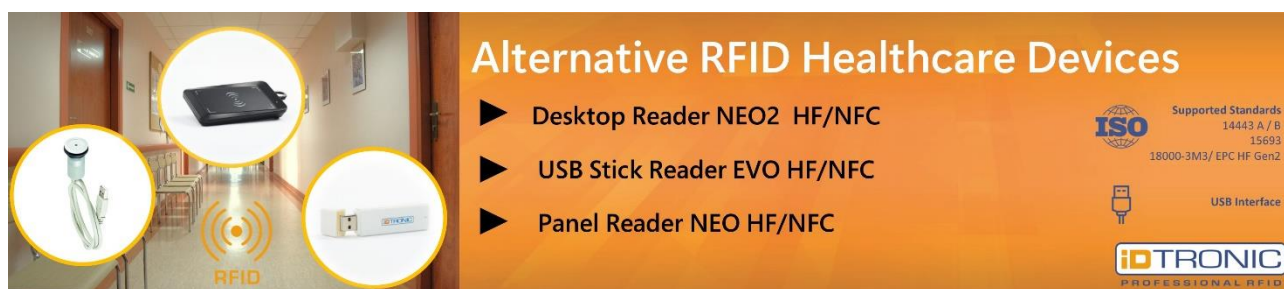 Alternative RFID Healthcare Devices
Desktop Reader NEO2 HF/NFC
USB Stick Reader EVO HF/NFC
Panel Reader NEO HF/NFC
ISO
Supported Standards
14443 A / B
15693
18000-3M3/ EPC HF Gen2
USB Interface
iDTRONIC
PROFESSIONAL RFID
RFID
iDTRONIC